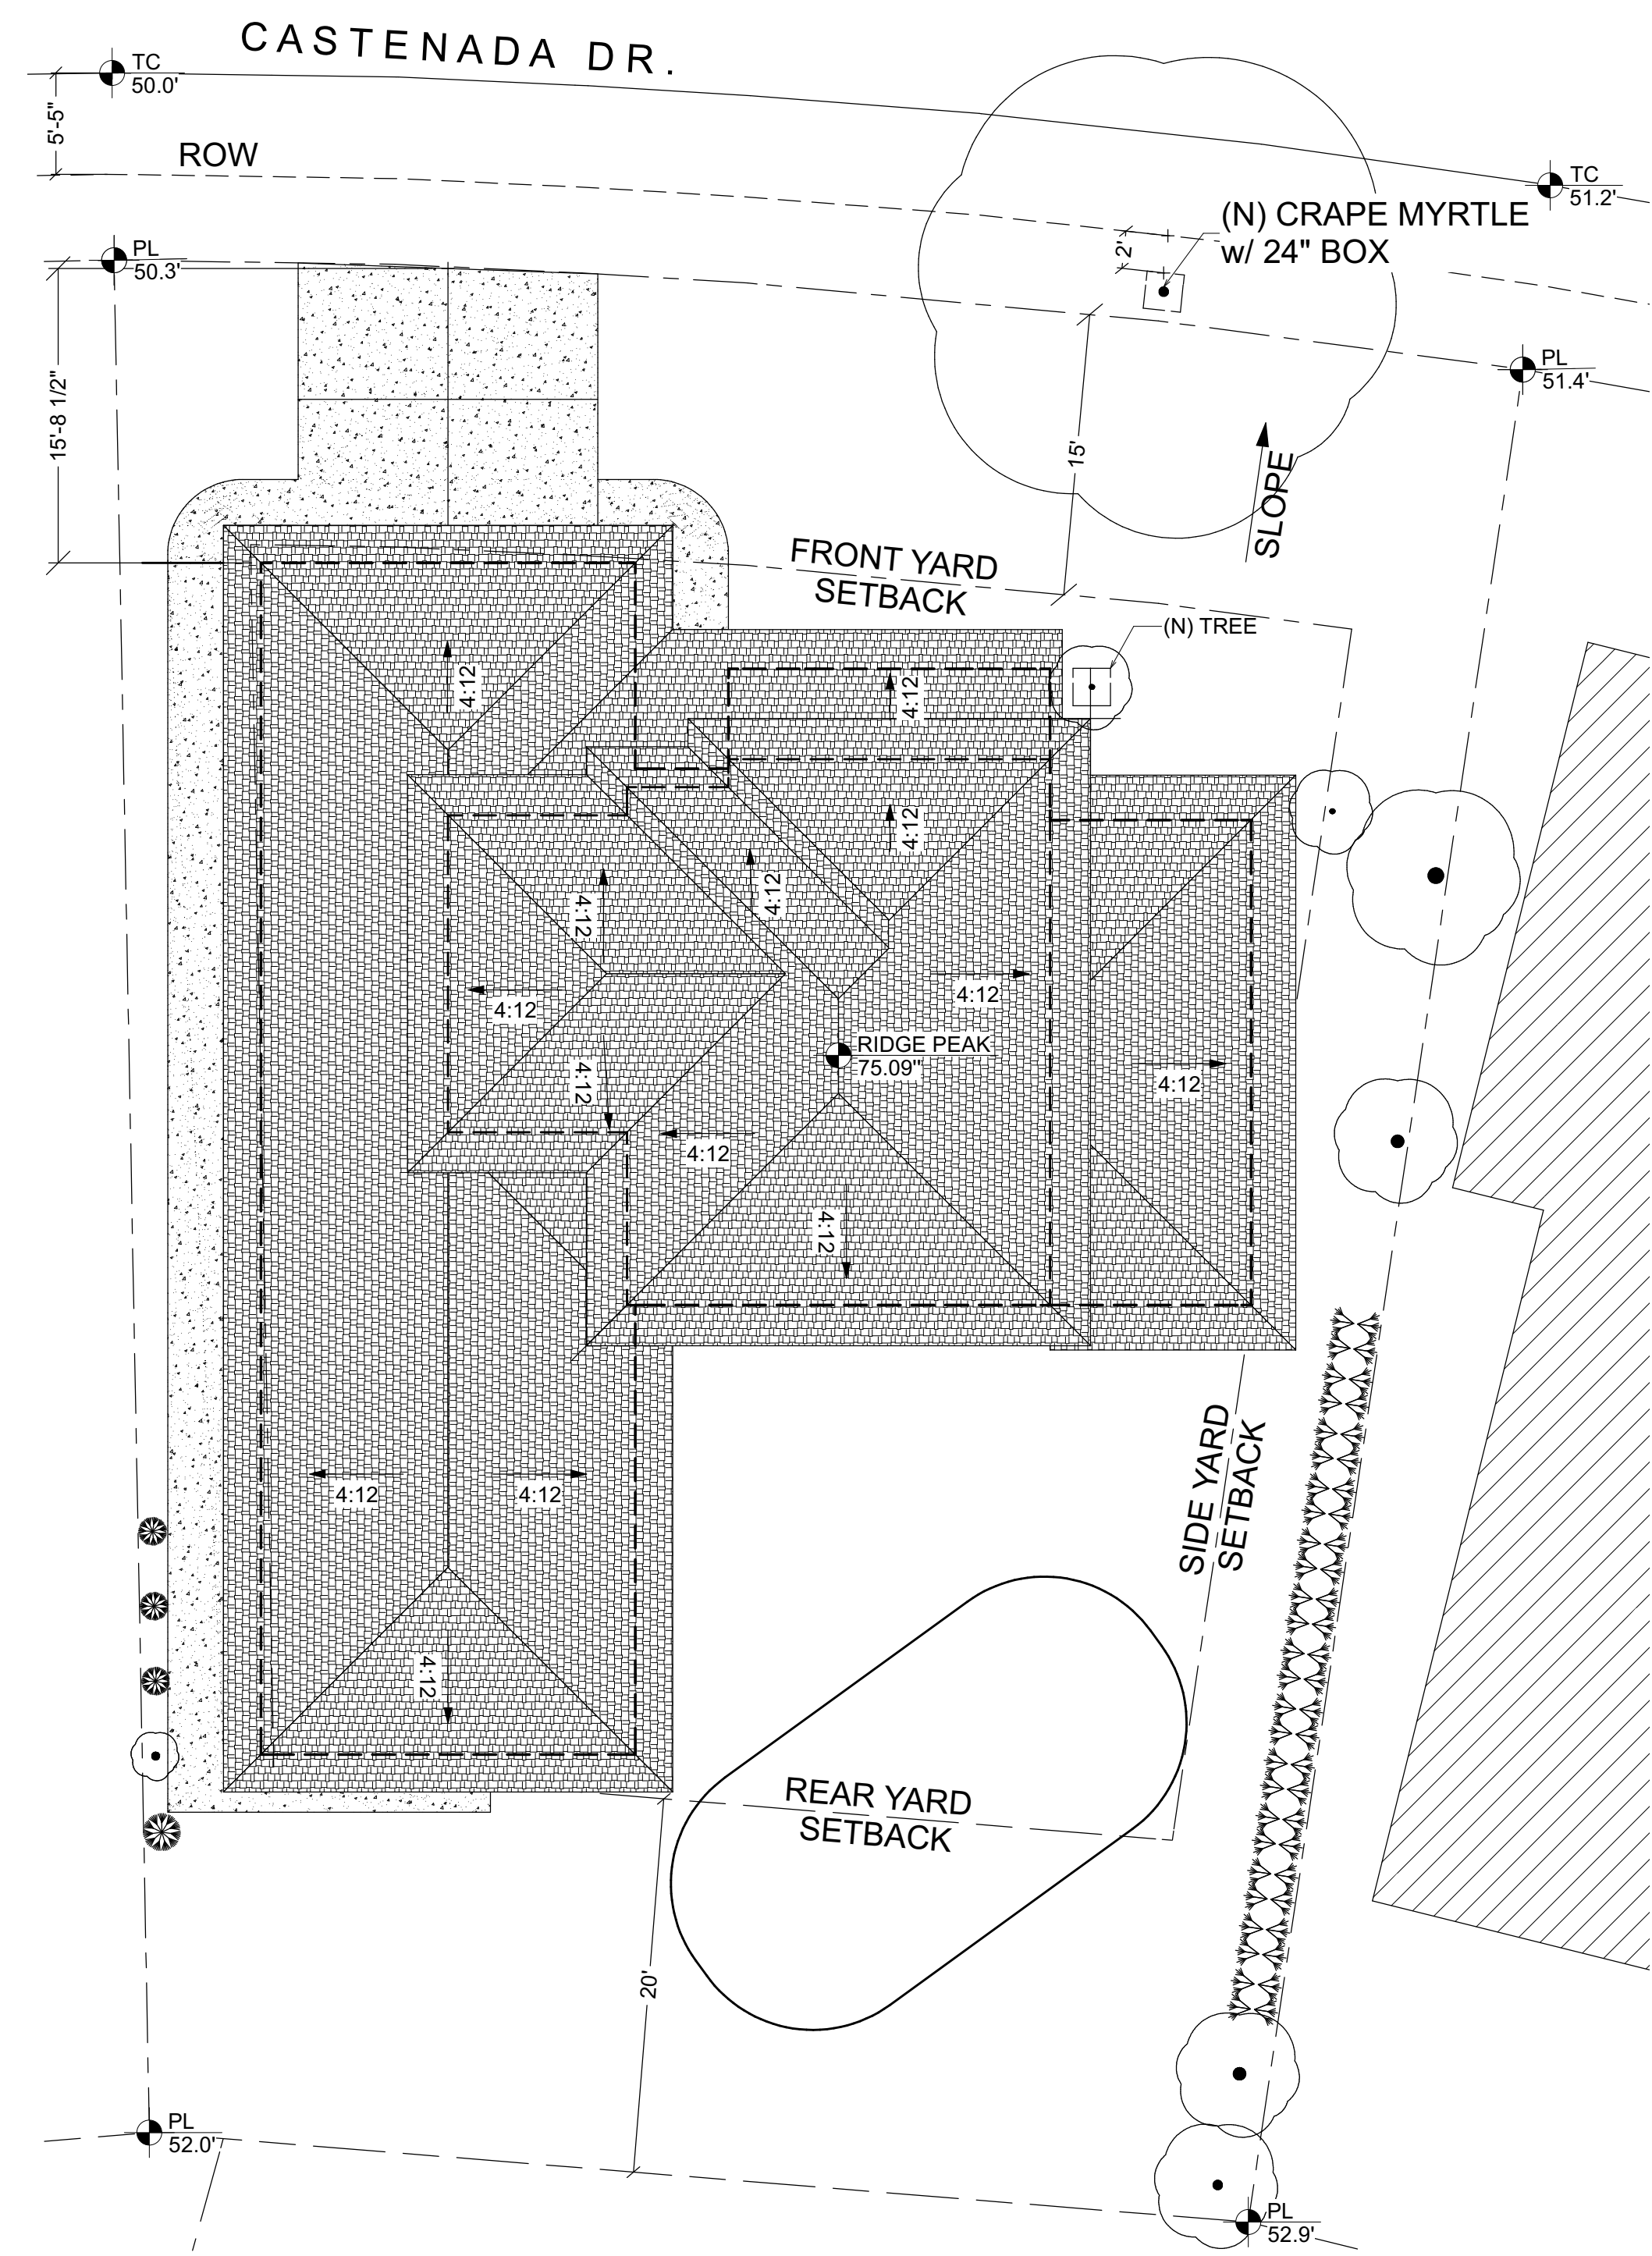 CASTENADA DR.
TC
50.0'
5'-5"
ROW
TC
51.2'
(N) CRAPE MYRTLE
w/ 24" BOX
2'
PL
50.3'
PL
51.4'
15'-8 1/2"
15'
SLOPE
FRONT YARD
SETBACK
(N) TREE
4:12
4:12
4:12
4:12
4:12
4:12
4:12
RIDGE PEAK
75.09"
4:12
4:12
4:12
4:12
SIDE YARD
SETBACK
4:12
4:12
4:12
REAR YARD
SETBACK
20'
PL
52.0'
PL
52.9'